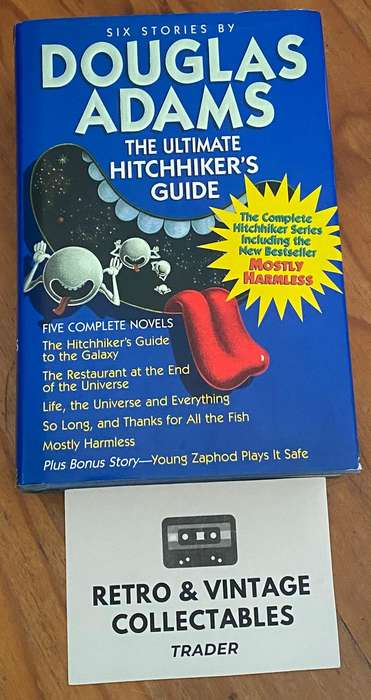 SIX STORIES BY
DOUGLAS
ADAMS
THE ULTIMATE
HITCHHIKER'S
GUIDE
The Complete
Hitchhiker Series
Including the
New Bestseller
MOSTLY
HARMLESS
FIVE COMPLETE NOVELS
The Hitchhiker's Guide
to the Galaxy
The Restaurant at the End
of the Universe
Life, the Universe and Everything
So Long, and Thanks for All the Fish
Mostly Harmless
Plus Bonus Story—Young Zaphod Plays It Safe
RETRO & VINTAGE
COLLECTABLES
TRADER